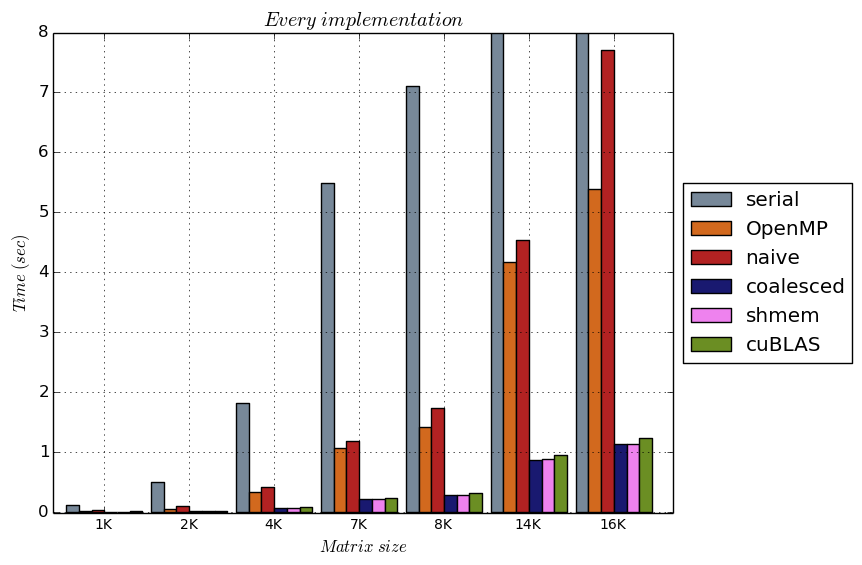 Every implementation
8
7
6
5
4
3
2
1
0
Time (sec)
1K 2K 4K 7K 8K 14K 16K
Matrix size
serial
OpenMP
naive
coalesced
shmem
cuBLAS